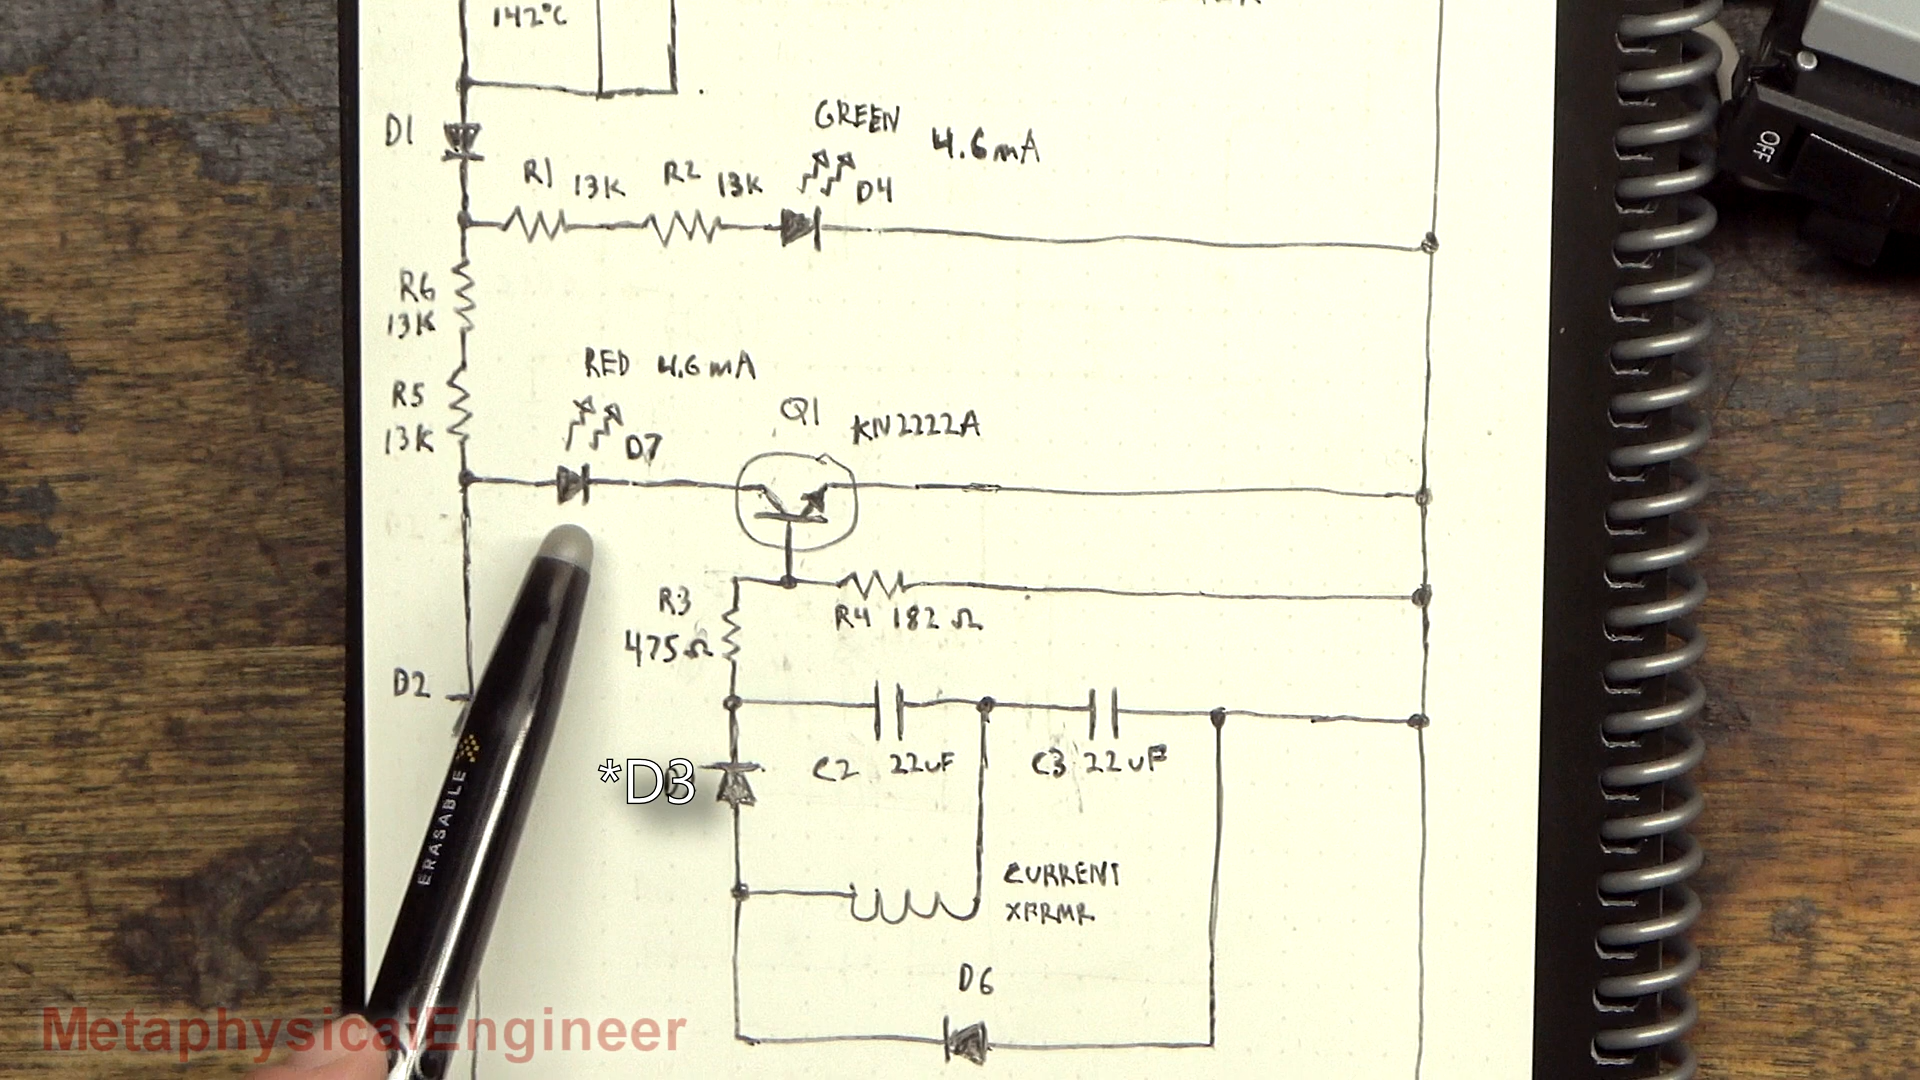 142°C
D1
GREEN
4.6mA
R1 13K R2 13K
D4
R6
13K
RED 4.6mA
R5
13K
Q1
KN2222A
D7
R3
475Ω
R4 182Ω
D2
*D3
C2 22uF
C3 22uF
CURRENT
XFRMR
D6
OFF
ERASABLE
MetaphysicalEngineer